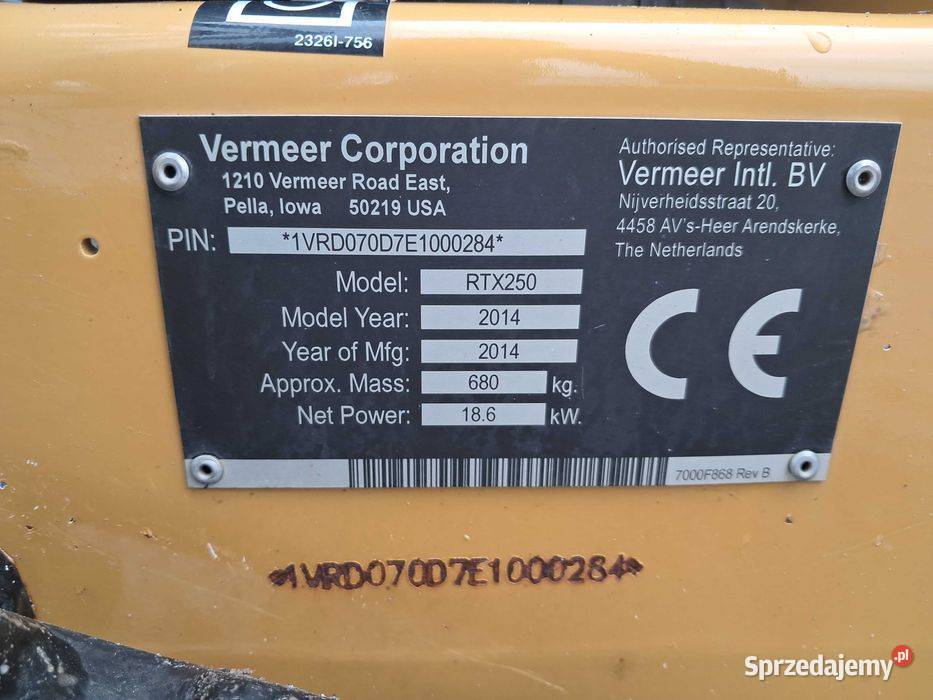 2326I-756
Vermeer Corporation
1210 Vermeer Road East,
Pella, Iowa 50219 USA
Authorised Representative:
Vermeer Intl. BV
Nijverheidsstraat 20,
4458 AV's-Heer Arendskerke,
The Netherlands
PIN: *1VRD070D7E1000284*
Model: RTX250
Model Year: 2014
Year of Mfg: 2014
Approx. Mass: 680 kg.
Net Power: 18.6 kW.
CE
7000F868 Rev B
*1VRD070D7E1000284*
Sprzedajemy.pl